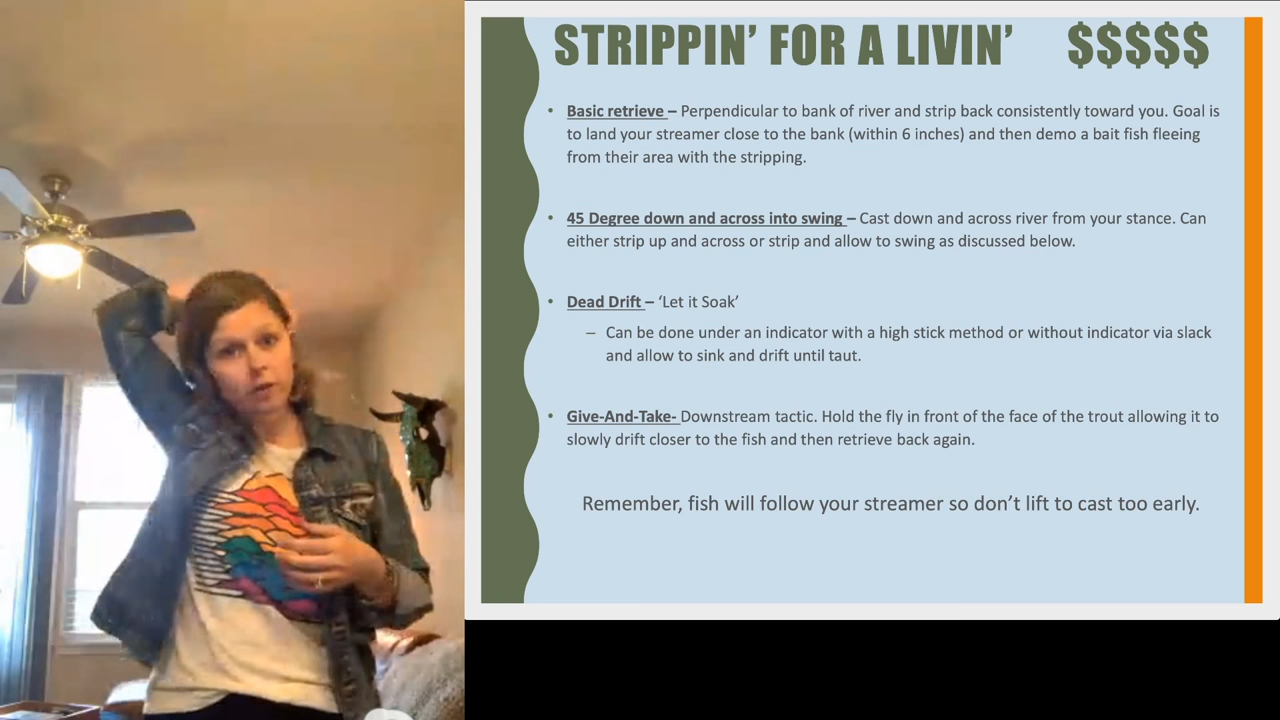 STRIPPIN' FOR A LIVIN' $$$$$
• Basic retrieve – Perpendicular to bank of river and strip back consistently toward you. Goal is
to land your streamer close to the bank (within 6 inches) and then demo a bait fish fleeing
from their area with the stripping.
• 45 Degree down and across into swing – Cast down and across river from your stance. Can
either strip up and across or strip and allow to swing as discussed below.
• Dead Drift – 'Let it Soak'
– Can be done under an indicator with a high stick method or without indicator via slack
and allow to sink and drift until taut.
• Give-And-Take- Downstream tactic. Hold the fly in front of the face of the trout allowing it to
slowly drift closer to the fish and then retrieve back again.
Remember, fish will follow your streamer so don't lift to cast too early.